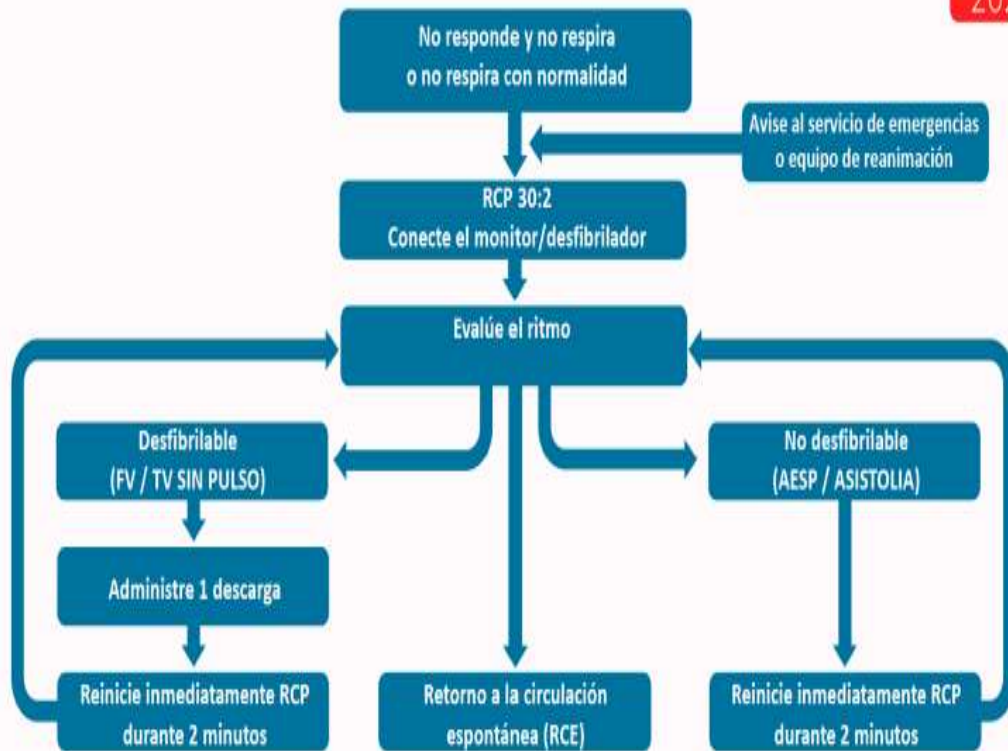 No responde y no respira
o no respira con normalidad
Avise al servicio de emergencias
o equipo de reanimación
RCP 30:2
Conecte el monitor/desfibrilador
Evalúe el ritmo
Desfibrilable
(FV / TV SIN PULSO)
No desfibrilable
(AESP / ASISTOLIA)
Administre 1 descarga
Reinicie inmediatamente RCP
durante 2 minutos
Retorno a la circulación
espontánea (RCE)
Reinicie inmediatamente RCP
durante 2 minutos